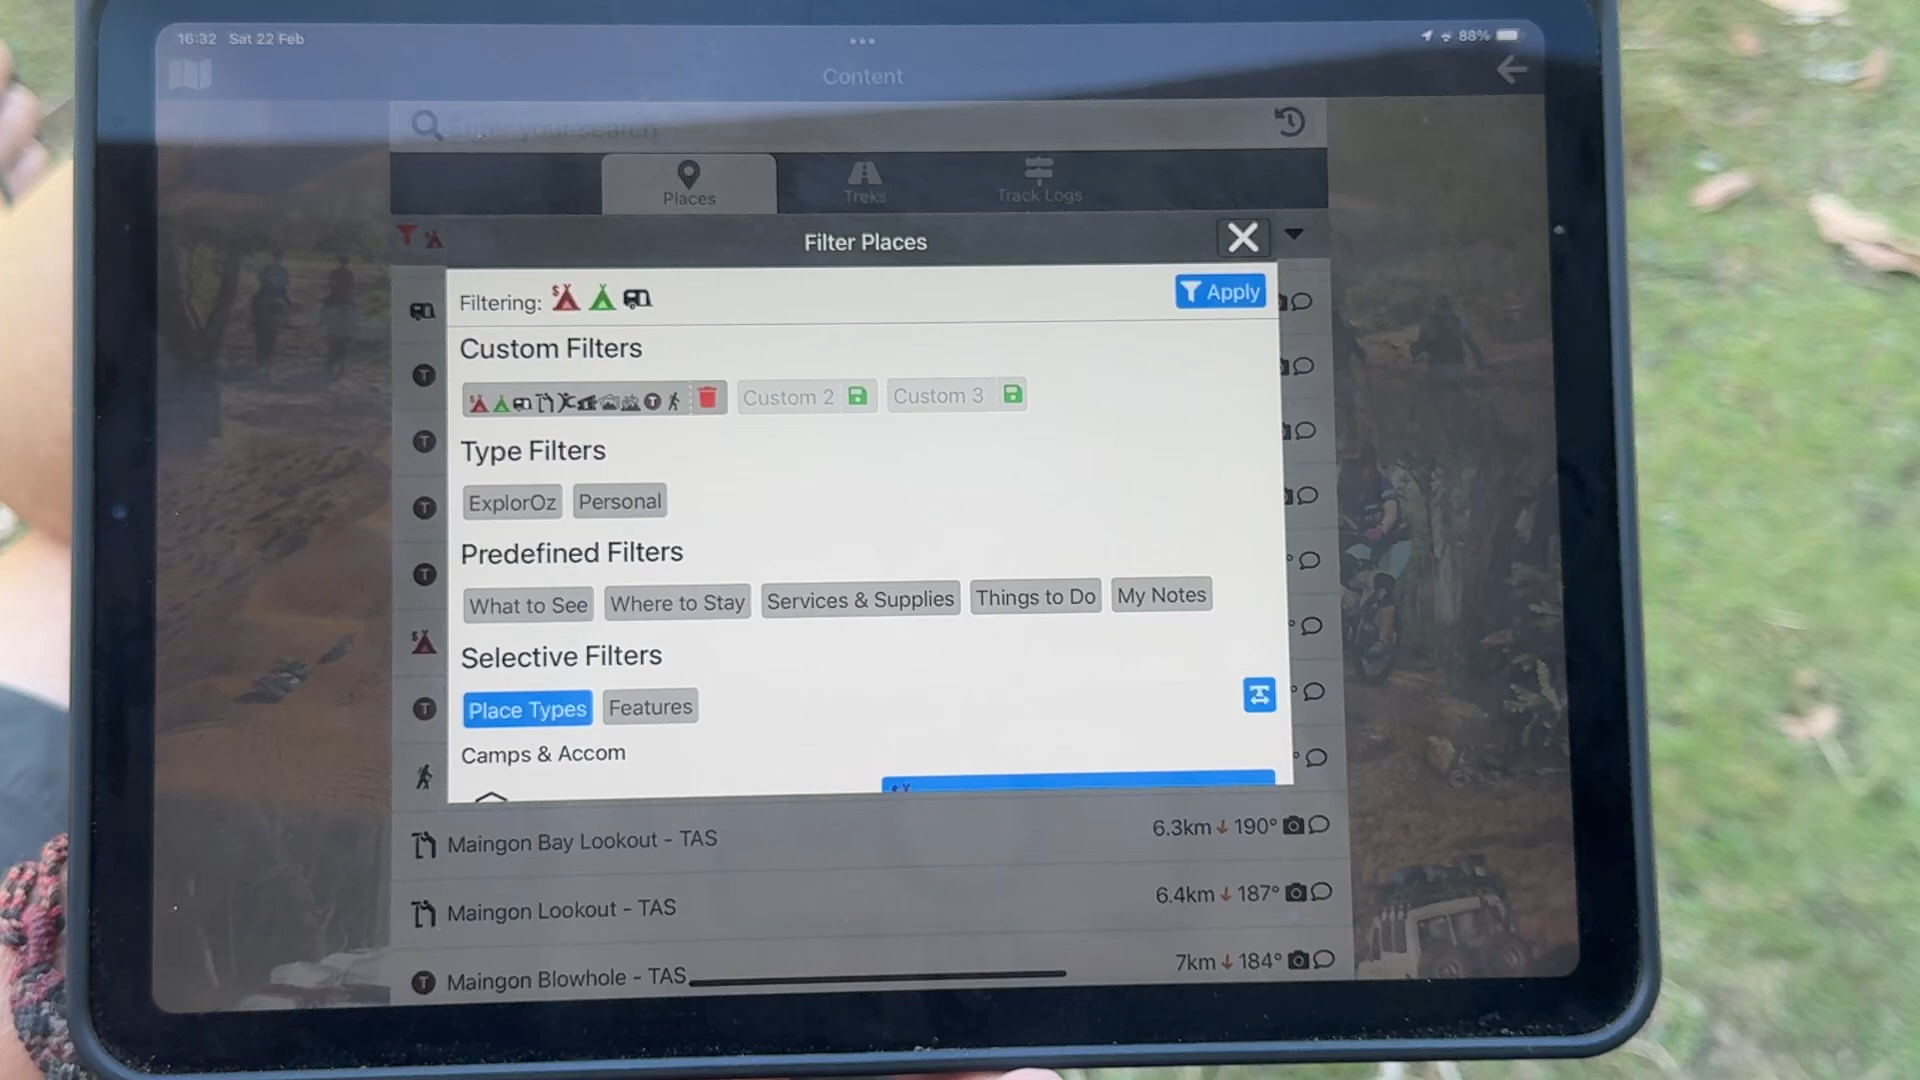 16:32 Sat 22 Feb
88%
Content
Enter your search
Places
Treks
Track Logs
Filter Places
Filtering:
Apply
Custom Filters
Custom 2
Custom 3
Type Filters
ExplorOz
Personal
Predefined Filters
What to See
Where to Stay
Services & Supplies
Things to Do
My Notes
Selective Filters
Place Types
Features
Camps & Accom
Maingon Bay Lookout - TAS
6.3km 190°
Maingon Lookout - TAS
6.4km 187°
Maingon Blowhole - TAS
7km 184°